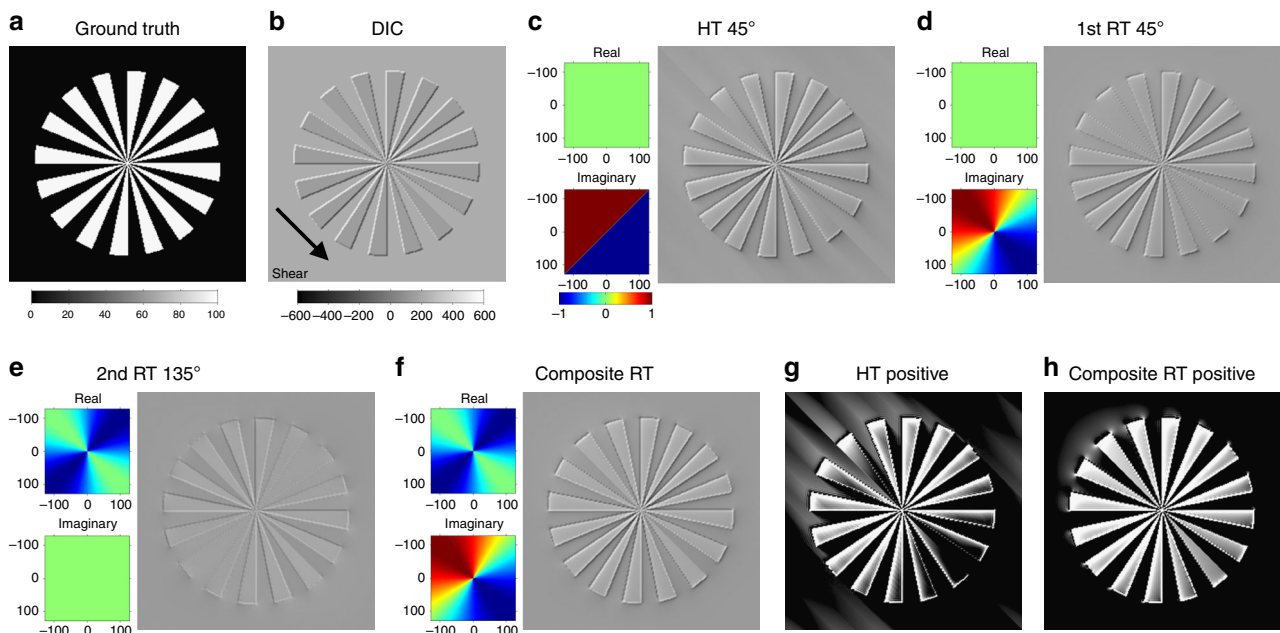 a
Ground truth
0 20 40 60 80 100
b
DIC
Shear
−600 −400 −200 0 200 400 600
c
HT 45°
Real
−100
0
100
−100 0 100
Imaginary
−100
0
100
−100 0 100
−1 0 1
d
1st RT 45°
Real
−100
0
100
−100 0 100
Imaginary
−100
0
100
−100 0 100
e
2nd RT 135°
Real
−100
0
100
−100 0 100
Imaginary
−100
0
100
−100 0 100
f
Composite RT
Real
−100
0
100
−100 0 100
Imaginary
−100
0
100
−100 0 100
g
HT positive
h
Composite RT positive